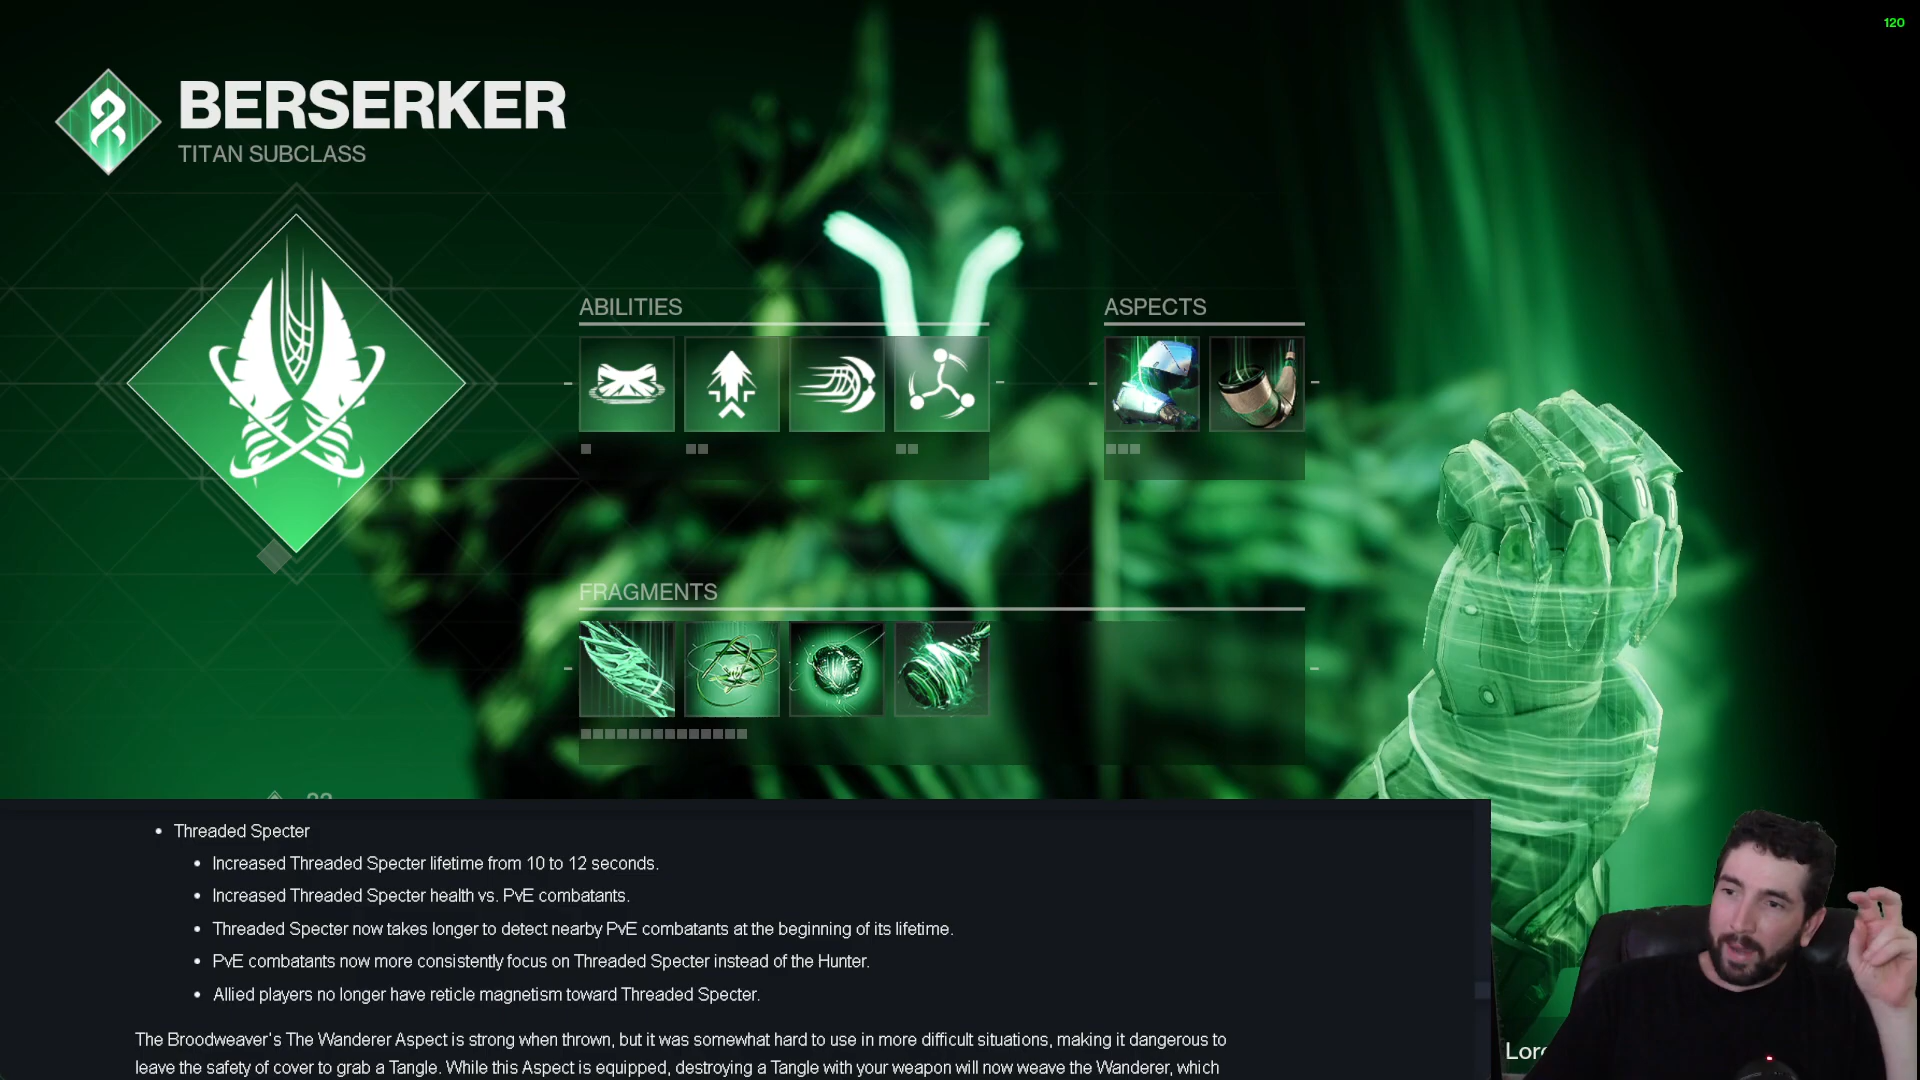 120
BERSERKER
TITAN SUBCLASS
ABILITIES
ASPECTS
FRAGMENTS
• Threaded Specter
• Increased Threaded Specter lifetime from 10 to 12 seconds.
• Increased Threaded Specter health vs. PvE combatants.
• Threaded Specter now takes longer to detect nearby PvE combatants at the beginning of its lifetime.
• PvE combatants now more consistently focus on Threaded Specter instead of the Hunter.
• Allied players no longer have reticle magnetism toward Threaded Specter.
The Broodweaver's The Wanderer Aspect is strong when thrown, but it was somewhat hard to use in more difficult situations, making it dangerous to
leave the safety of cover to grab a Tangle. While this Aspect is equipped, destroying a Tangle with your weapon will now weave the Wanderer, which